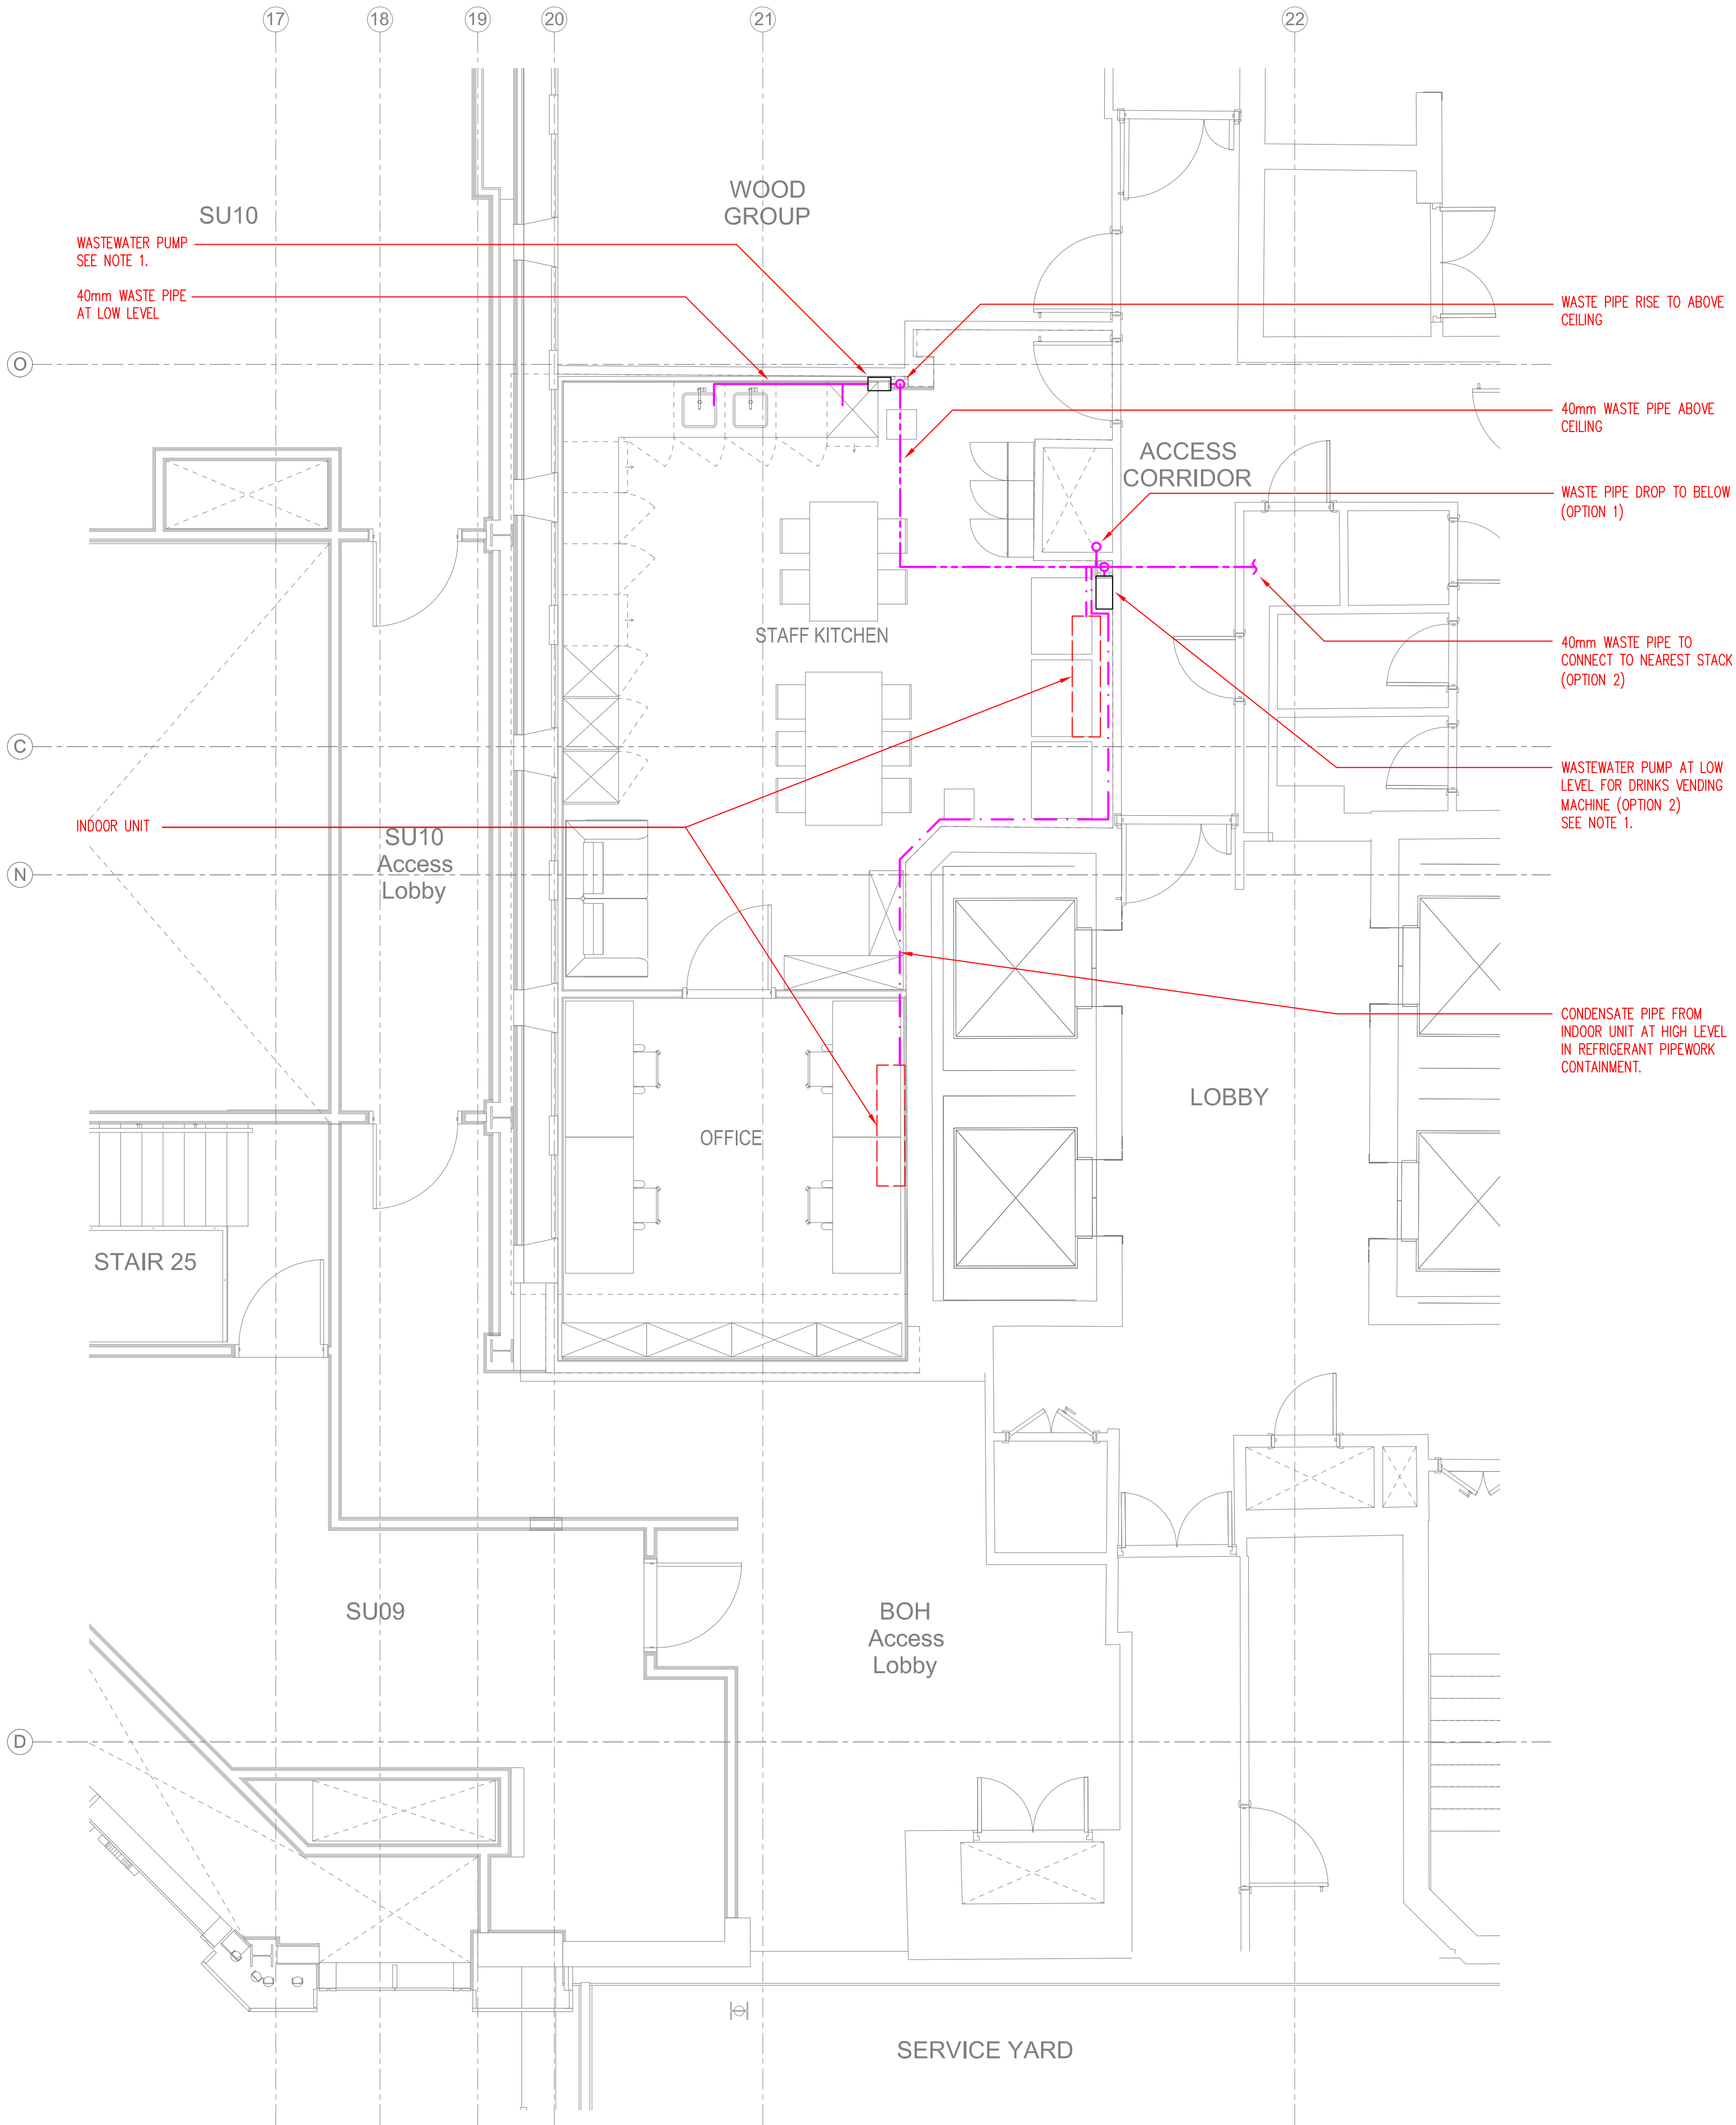 17
18
19
20
21
22
SU10
WOOD
GROUP
WASTEWATER PUMP
SEE NOTE 1.
40mm WASTE PIPE
AT LOW LEVEL
WASTE PIPE RISE TO ABOVE
CEILING
O
40mm WASTE PIPE ABOVE
CEILING
ACCESS
CORRIDOR
WASTE PIPE DROP TO BELOW
(OPTION 1)
STAFF KITCHEN
40mm WASTE PIPE TO
CONNECT TO NEAREST STACK
(OPTION 2)
C
WASTEWATER PUMP AT LOW
LEVEL FOR DRINKS VENDING
MACHINE (OPTION 2)
SEE NOTE 1.
INDOOR UNIT
SU10
Access
Lobby
N
CONDENSATE PIPE FROM
INDOOR UNIT AT HIGH LEVEL
IN REFRIGERANT PIPEWORK
CONTAINMENT.
LOBBY
OFFICE
STAIR 25
SU09
BOH
Access
Lobby
D
SERVICE YARD